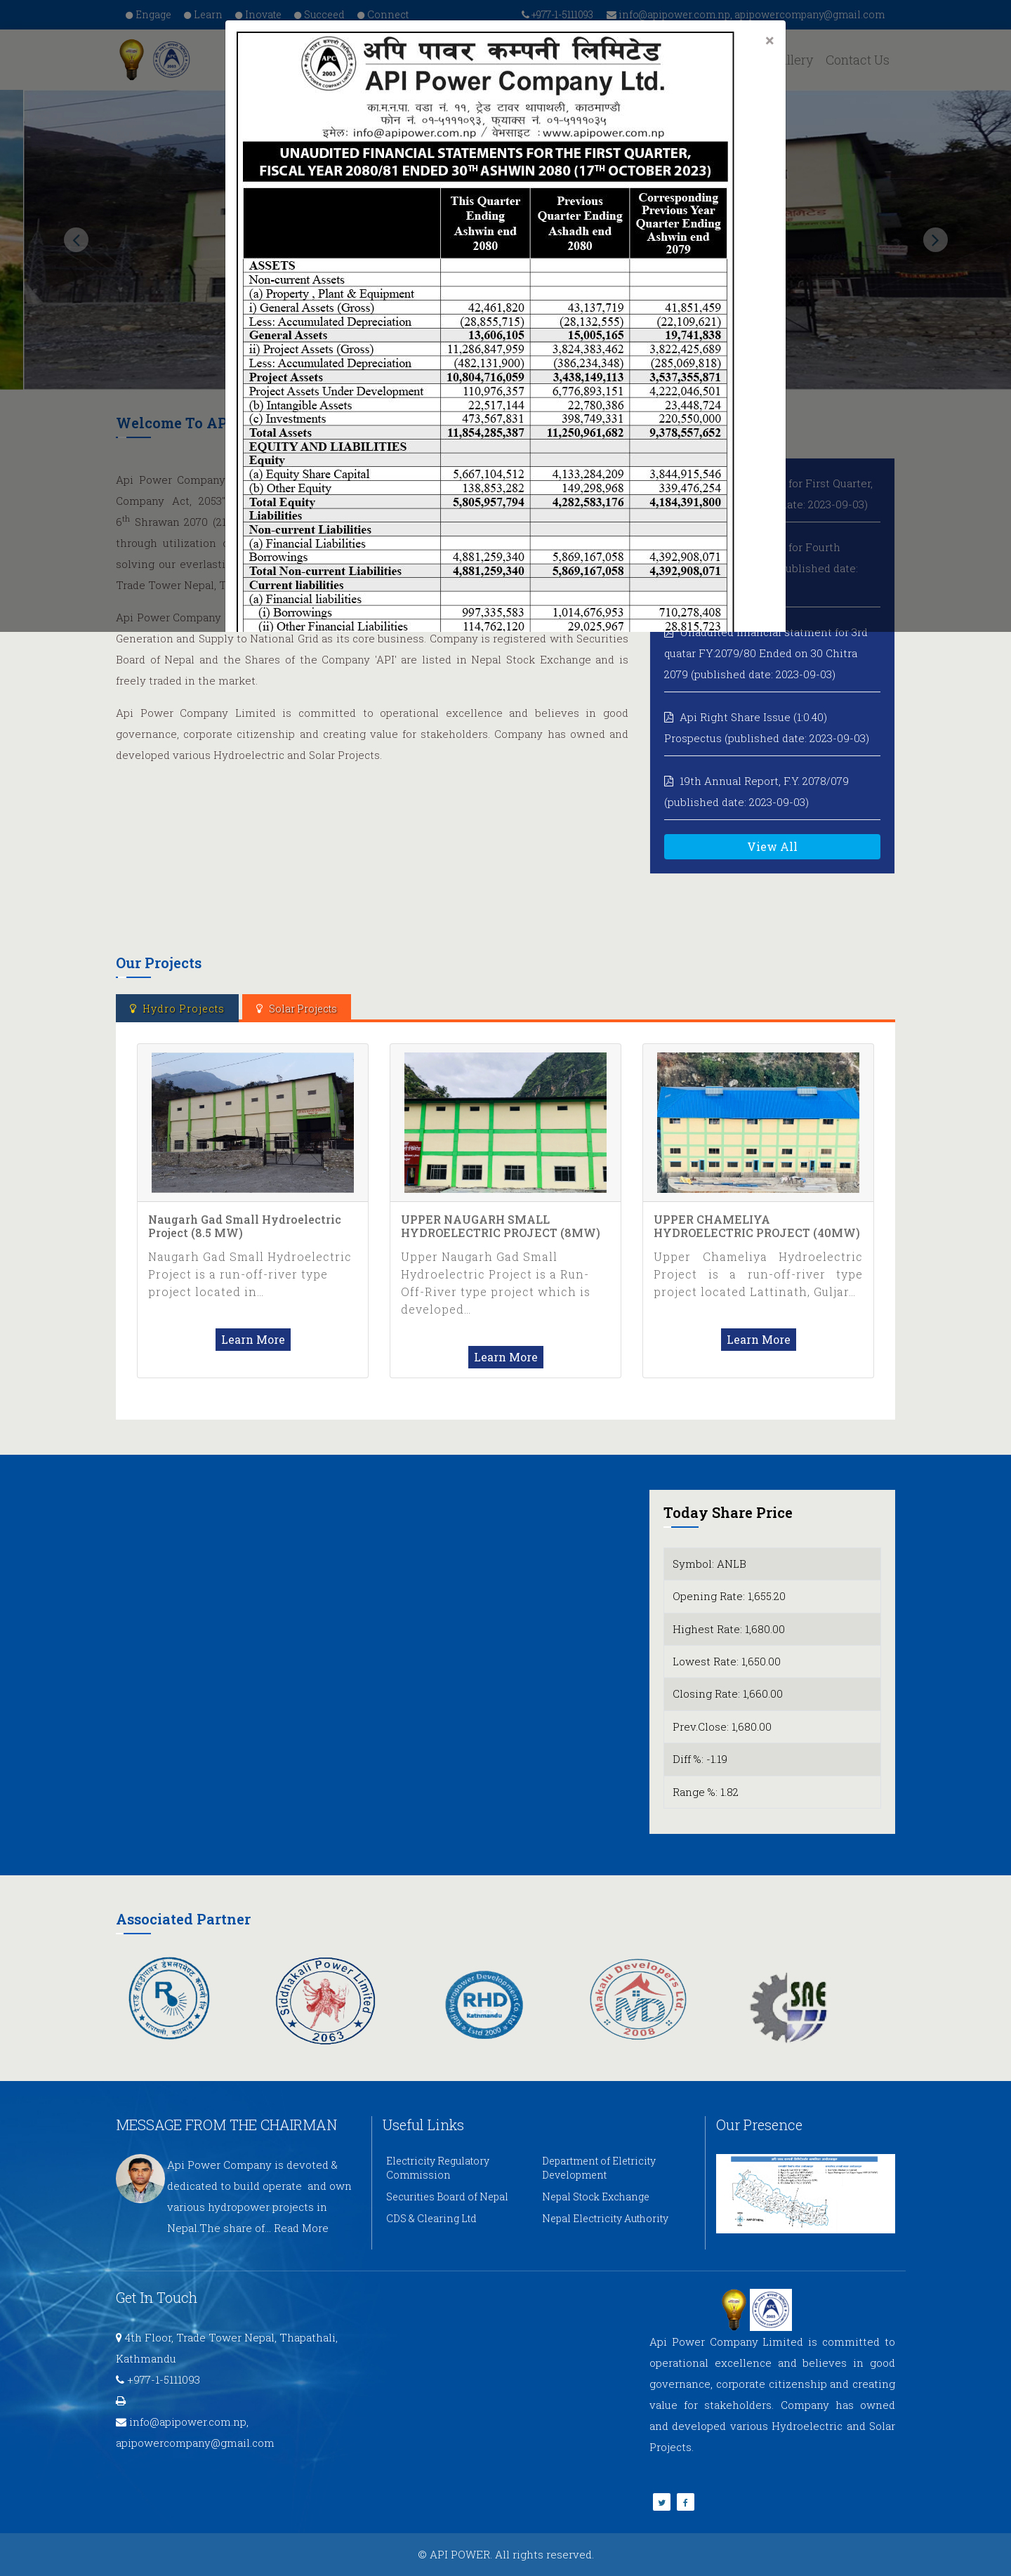 Engage Learn Inovate Succeed Connect +977-1-5111093 info@apipower.com.np, apipowercompany@gmail.com
Contact Us
×
अपि पावर कम्पनी लिमिटेड
API Power Company Ltd.
का.म.न.पा. वडा नं. ११, ट्रेड टावर थापाथली, काठमाण्डौ
फोन नं. ०१-५१११०९३, फ्याक्स नं. ०१-५१११०३५
इमेलः info@apipower.com.np / वेभसाइट : www.apipower.com.np
UNAUDITED FINANCIAL STATEMENTS FOR THE FIRST QUARTER,
FISCAL YEAR 2080/81 ENDED 30TH ASHWIN 2080 (17TH OCTOBER 2023)
This Quarter Ending Ashwin end 2080 Previous Quarter Ending Ashadh end 2080 Corresponding Previous Year Quarter Ending Ashwin end 2079
ASSETS
Non-current Assets
(a) Property , Plant & Equipment
i) General Assets (Gross) 42,461,820 43,137,719 41,851,459
Less: Accumulated Depreciation (28,855,715) (28,132,555) (22,109,621)
General Assets 13,606,105 15,005,165 19,741,838
ii) Project Assets (Gross) 11,286,847,959 3,824,383,462 3,822,425,689
Less: Accumulated Depreciation (482,131,900) (386,234,348) (285,069,818)
Project Assets 10,804,716,059 3,438,149,113 3,537,355,871
Project Assets Under Development 110,976,357 6,776,893,151 4,222,046,501
(b) Intangible Assets 22,517,144 22,780,386 23,448,724
(c) Investments 473,567,831 398,749,331 220,550,000
Total Assets 11,854,285,387 11,250,961,682 9,378,557,652
EQUITY AND LIABILITIES
Equity
(a) Equity Share Capital 5,667,104,512 4,133,284,209 3,844,915,546
(b) Other Equity 138,853,282 149,298,968 339,476,254
Total Equity 5,805,957,794 4,282,583,176 4,184,391,800
Liabilities
Non-current Liabilities
(a) Financial Liabilities
Borrowings 4,881,259,340 5,869,167,058 4,392,908,071
Total Non-current Liabilities 4,881,259,340 5,869,167,058 4,392,908,071
Current liabilities
(a) Financial liabilities
(i) Borrowings 997,335,583 1,014,676,953 710,278,408
(ii) Other Financial Liabilities 114,762,120 29,025,967 28,815,723
Welcome To AP
Api Power Company
Company Act, 2053"
6th Shrawan 2070 (21
through utilization
solving our everlasti
Trade Tower Nepal, T
Api Power Company
Generation and Supply to National Grid as its core business. Company is registered with Securities
Board of Nepal and the Shares of the Company 'API' are listed in Nepal Stock Exchange and is
freely traded in the market.
Api Power Company Limited is committed to operational excellence and believes in good
governance, corporate citizenship and creating value for stakeholders. Company has owned and
developed various Hydroelectric and Solar Projects.
for First Quarter,
date: 2023-09-03)
for Fourth
published date:
Unaudited financial statment for 3rd
quatar FY.2079/80 Ended on 30 Chitra
2079 (published date: 2023-09-03)
Api Right Share Issue (1:0.40)
Prospectus (published date: 2023-09-03)
19th Annual Report, F.Y. 2078/079
(published date: 2023-09-03)
View All
Our Projects
Hydro Projects Solar Projects
Naugarh Gad Small Hydroelectric
Project (8.5 MW)
Naugarh Gad Small Hydroelectric
Project is a run-off-river type
project located in...
Learn More
UPPER NAUGARH SMALL
HYDROELECTRIC PROJECT (8MW)
Upper Naugarh Gad Small
Hydroelectric Project is a Run-
Off-River type project which is
developed...
Learn More
UPPER CHAMELIYA
HYDROELECTRIC PROJECT (40MW)
Upper Chameliya Hydroelectric
Project is a run-off-river type
project located Lattinath, Guljar...
Learn More
Today Share Price
Symbol: ANLB
Opening Rate: 1,655.20
Highest Rate: 1,680.00
Lowest Rate: 1,650.00
Closing Rate: 1,660.00
Prev.Close: 1,680.00
Diff %: -1.19
Range %: 1.82
Associated Partner
Siddhakali Power Limited
2063
RHD
Kathmandu
Makalu Developers Ltd.
MD
2008
SAE
MESSAGE FROM THE CHAIRMAN
Api Power Company is devoted &
dedicated to build operate and own
various hydropower projects in
Nepal.The share of... Read More
Useful Links
Electricity Regulatory
Commission
Department of Eletricity
Development
Securities Board of Nepal
Nepal Stock Exchange
CDS & Clearing Ltd
Nepal Electricity Authority
Our Presence
Get In Touch
4th Floor, Trade Tower Nepal, Thapathali,
Kathmandu
+977-1-5111093
info@apipower.com.np,
apipowercompany@gmail.com
Api Power Company Limited is committed to
operational excellence and believes in good
governance, corporate citizenship and creating
value for stakeholders. Company has owned
and developed various Hydroelectric and Solar
Projects.
© API POWER. All rights reserved.